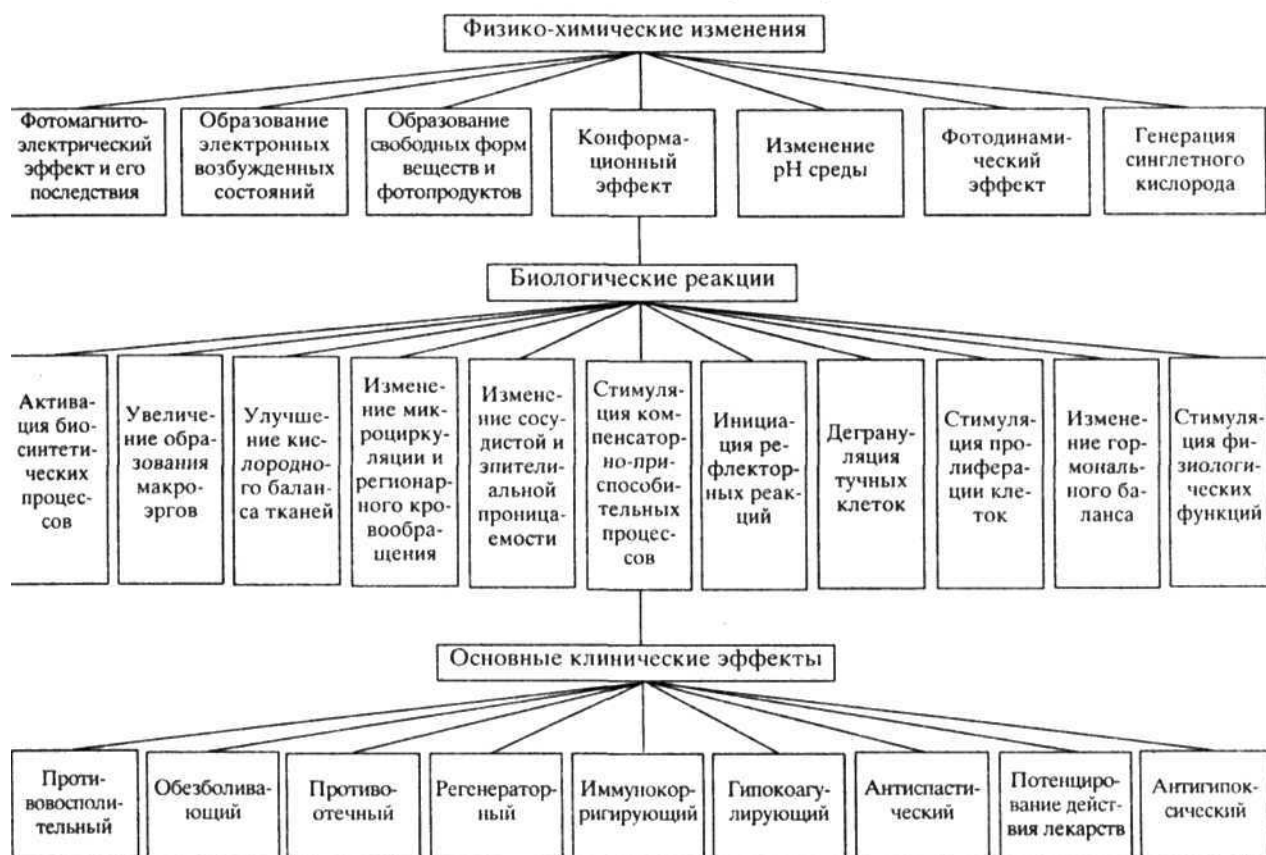 Физико-химические изменения
Фотомагнито-
электрический
эффект и его
последствия
Образование
электронных
возбужденных
состояний
Образование
свободных форм
веществ и
фотопродуктов
Конформа-
ционный
эффект
Изменение
pH среды
Фотодинами-
ческий
эффект
Генерация
синглетного
кислорода
Биологические реакции
Актива-
ция био-
синтети-
ческих
процес-
сов
Увеличе-
ние обра-
зования
макро-
эргов
Улучше-
ние кис-
лородно-
го балан-
са тканей
Измене-
ние мик-
роцирку-
ляции и
регионар-
ного кро-
вообра-
щения
Измене-
ние сосу-
дистой и
эпители-
альной
проница-
емости
Стимуля-
ция ком-
пенсатор-
но-при-
способи-
тельных
процес-
сов
Инициа-
ция ре-
флектор-
ных реак-
ций
Деграну-
ляция
тучных
клеток
Стимуля-
ция про-
лифера-
ции кле-
ток
Измене-
ние гор-
мональ-
ного ба-
ланса
Стимуля-
ция фи-
зиологи-
ческих
функций
Основные клинические эффекты
Проти-
вовосполи-
тельный
Обезболива-
ющий
Противо-
отечный
Регенератор-
ный
Иммунокор-
ригирующий
Гипокоагу-
лирующий
Антиспасти-
ческий
Потенциро-
вание дейст-
вия лекарств
Антигипок-
сический